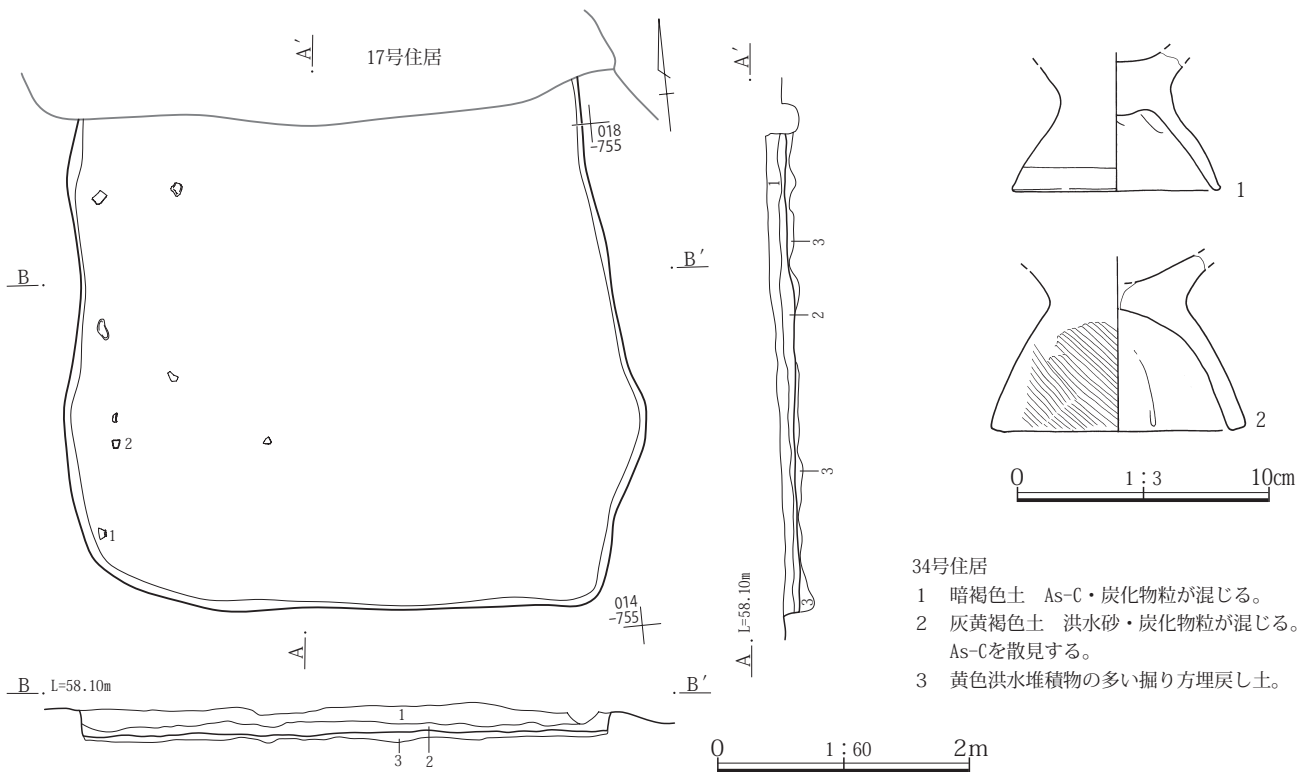 A′
17号住居
018
-755
B
B′
2
1
014
-755
A
B L=58.10m
B′
1
3
2
A′
1
3
2
3
3
A L=58.10m
1
2
0 1：3 10cm
34号住居
1 暗褐色土 As-C・炭化物粒が混じる。
2 灰黄褐色土 洪水砂・炭化物粒が混じる。
As-Cを散見する。
3 黄色洪水堆積物の多い掘り方埋戻し土。
0 1：60 2m